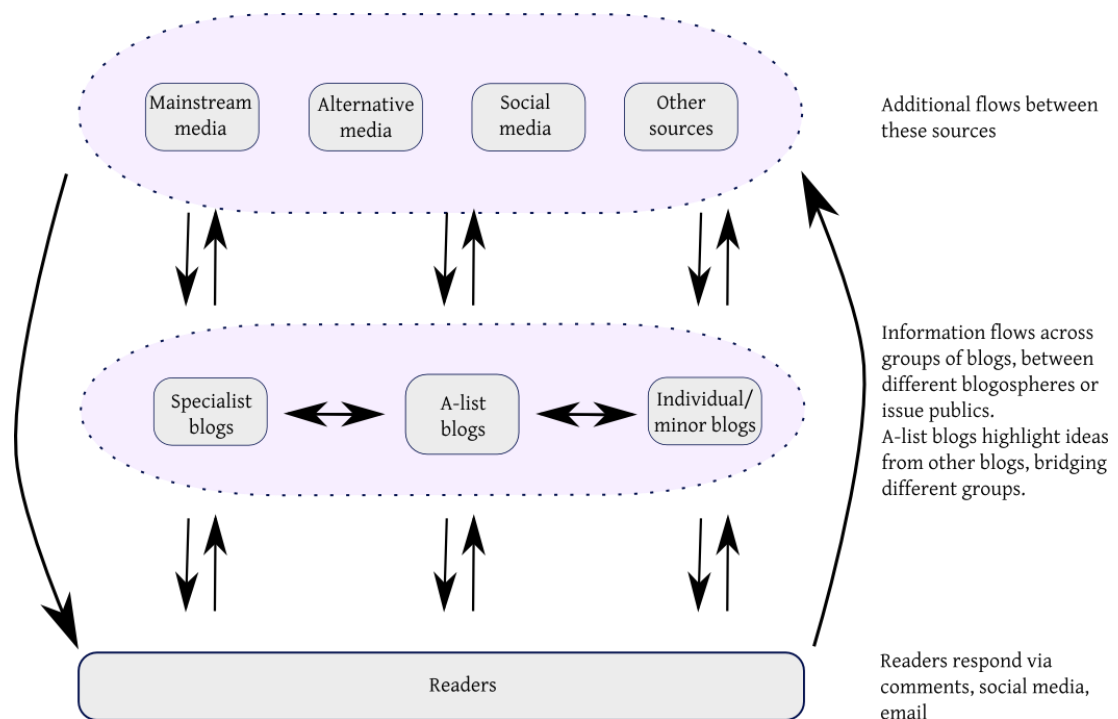 Mainstream
media
Alternative
media
Social
media
Other
sources
Additional flows between
these sources
Specialist
blogs
A-list
blogs
Individual/
minor blogs
Information flows across
groups of blogs, between
different blogospheres or
issue publics.
A-list blogs highlight ideas
from other blogs, bridging
different groups.
Readers
Readers respond via
comments, social media,
email